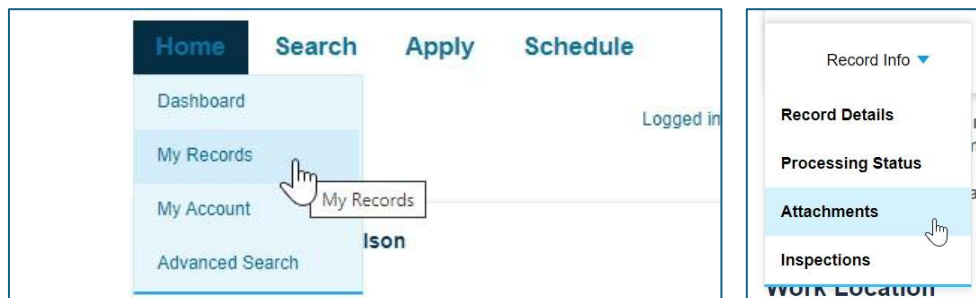 Home Search Apply Schedule
Dashboard
Logged in
My Records
My Records
My Account
lson
Advanced Search
Record Info
Record Details
Processing Status
Attachments
Inspections
Work Location